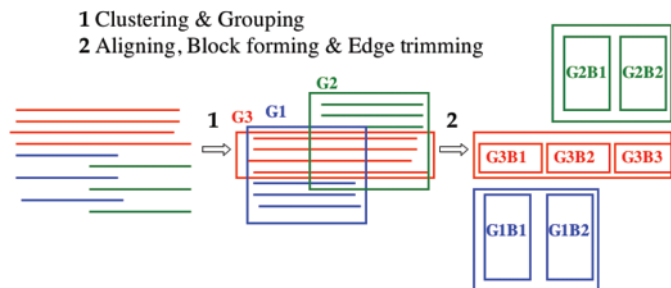 1 Clustering & Grouping
2 Aligning, Block forming & Edge trimming
G2B1 G2B2
G2
G3 G1
1 2
G3B1 G3B2 G3B3
G1B1 G1B2